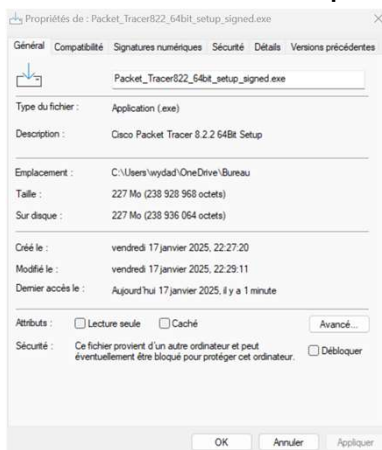 Propriétés de : Packet_Tracer822_64bit_setup_signed.exe
Général Compatibilité Signatures numériques Sécurité Détails Versions précédentes
Packet_Tracer822_64bit_setup_signed.exe
Type du fichier : Application (.exe)
Description : Cisco Packet Tracer 8.2.2 64Bit Setup
Emplacement : C:\Users\wydad\OneDrive\Bureau
Taille : 227 Mo (238 928 968 octets)
Sur disque : 227 Mo (238 936 064 octets)
Créé le : vendredi 17 janvier 2025, 22:27:20
Modifié le : vendredi 17 janvier 2025, 22:29:11
Dernier accès le : Aujourd'hui 17 janvier 2025, il y a 1 minute
Attributs : Lecture seule Caché Avancé...
Sécurité : Ce fichier provient d'un autre ordinateur et peut
éventuellement être bloqué pour protéger cet ordinateur. Débloquer
OK Annuler Appliquer